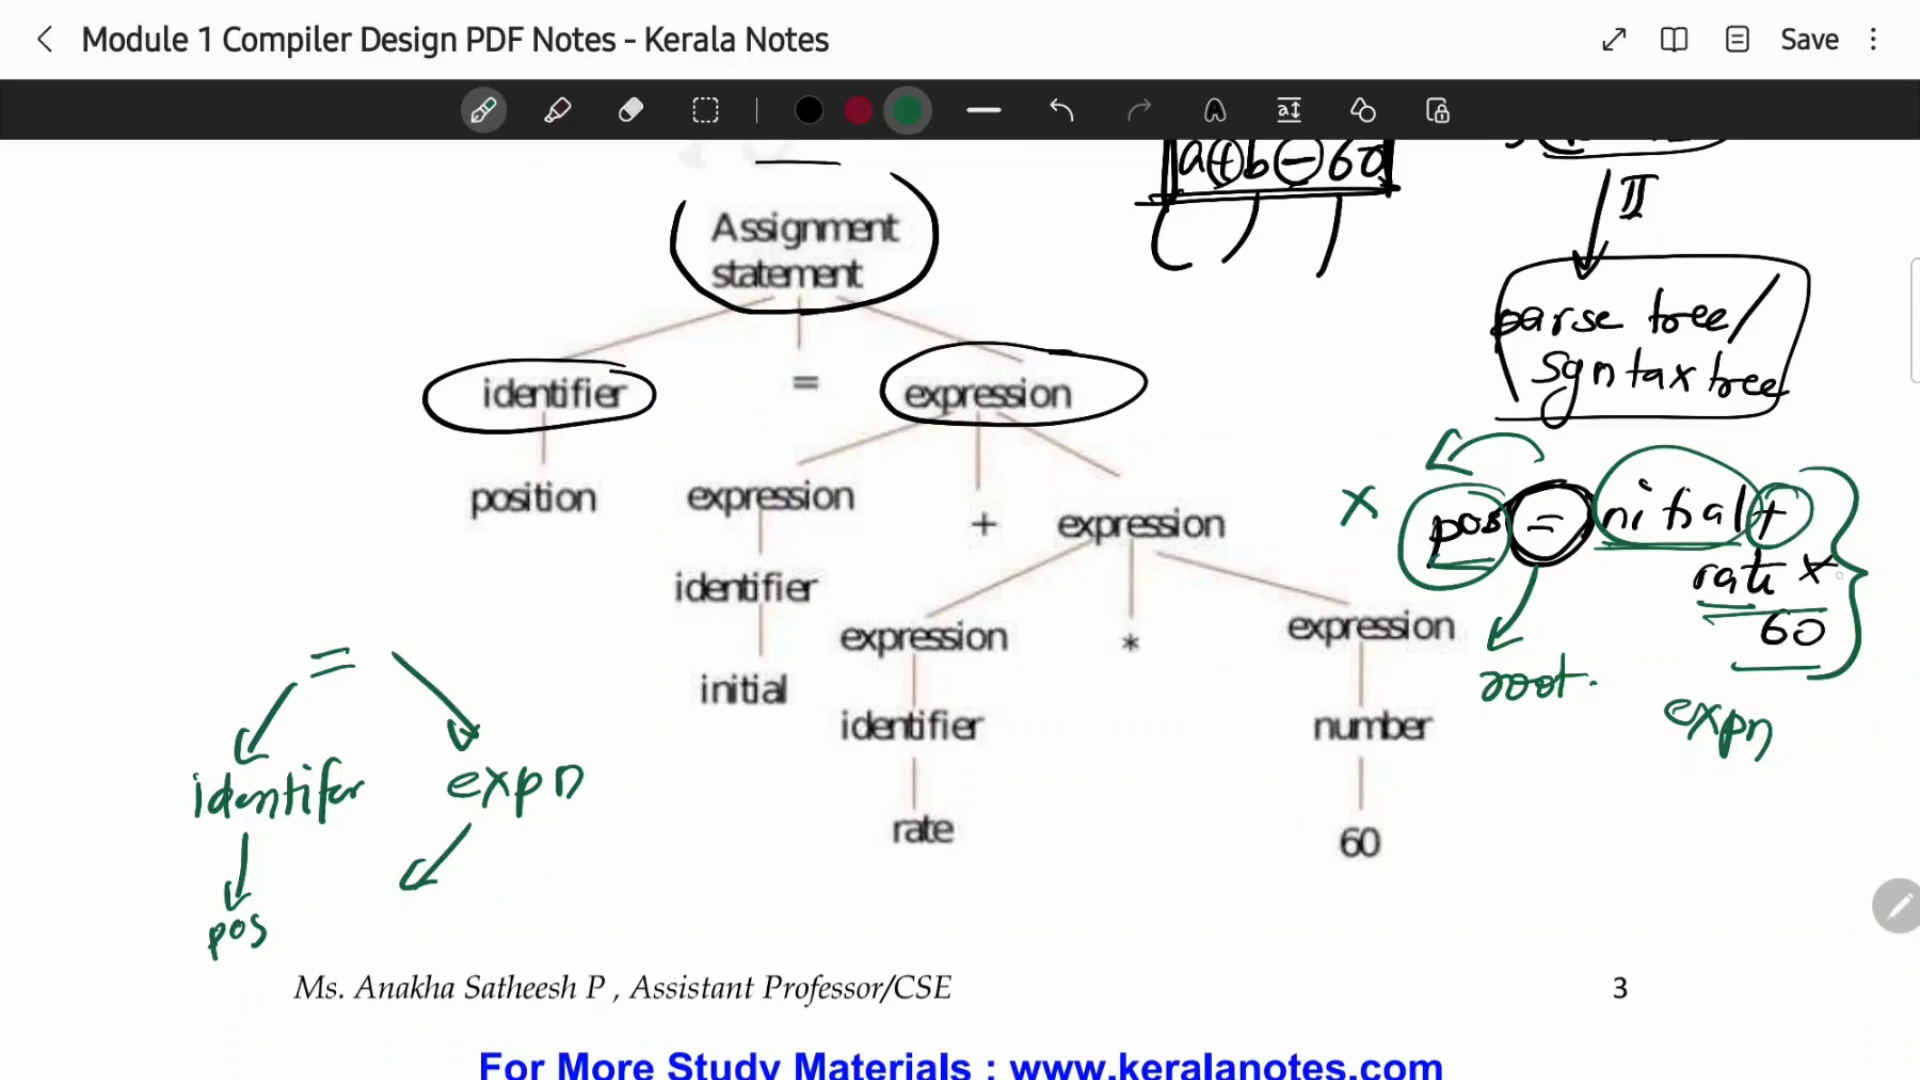 Module 1 Compiler Design PDF Notes - Kerala Notes
Save
a+b-60
II
Assignment
statement
parse tree/
syntax tree
identifier
=
expression
position
expression
+
expression
pos = initial +
rate x
60
x
identifier
expression
*
expression
root.
initial
identifier
number
expn
=
identifer
expn
rate
60
pos
Ms. Anakha Satheesh P , Assistant Professor/CSE
3
For More Study Materials : www.keralanotes.com